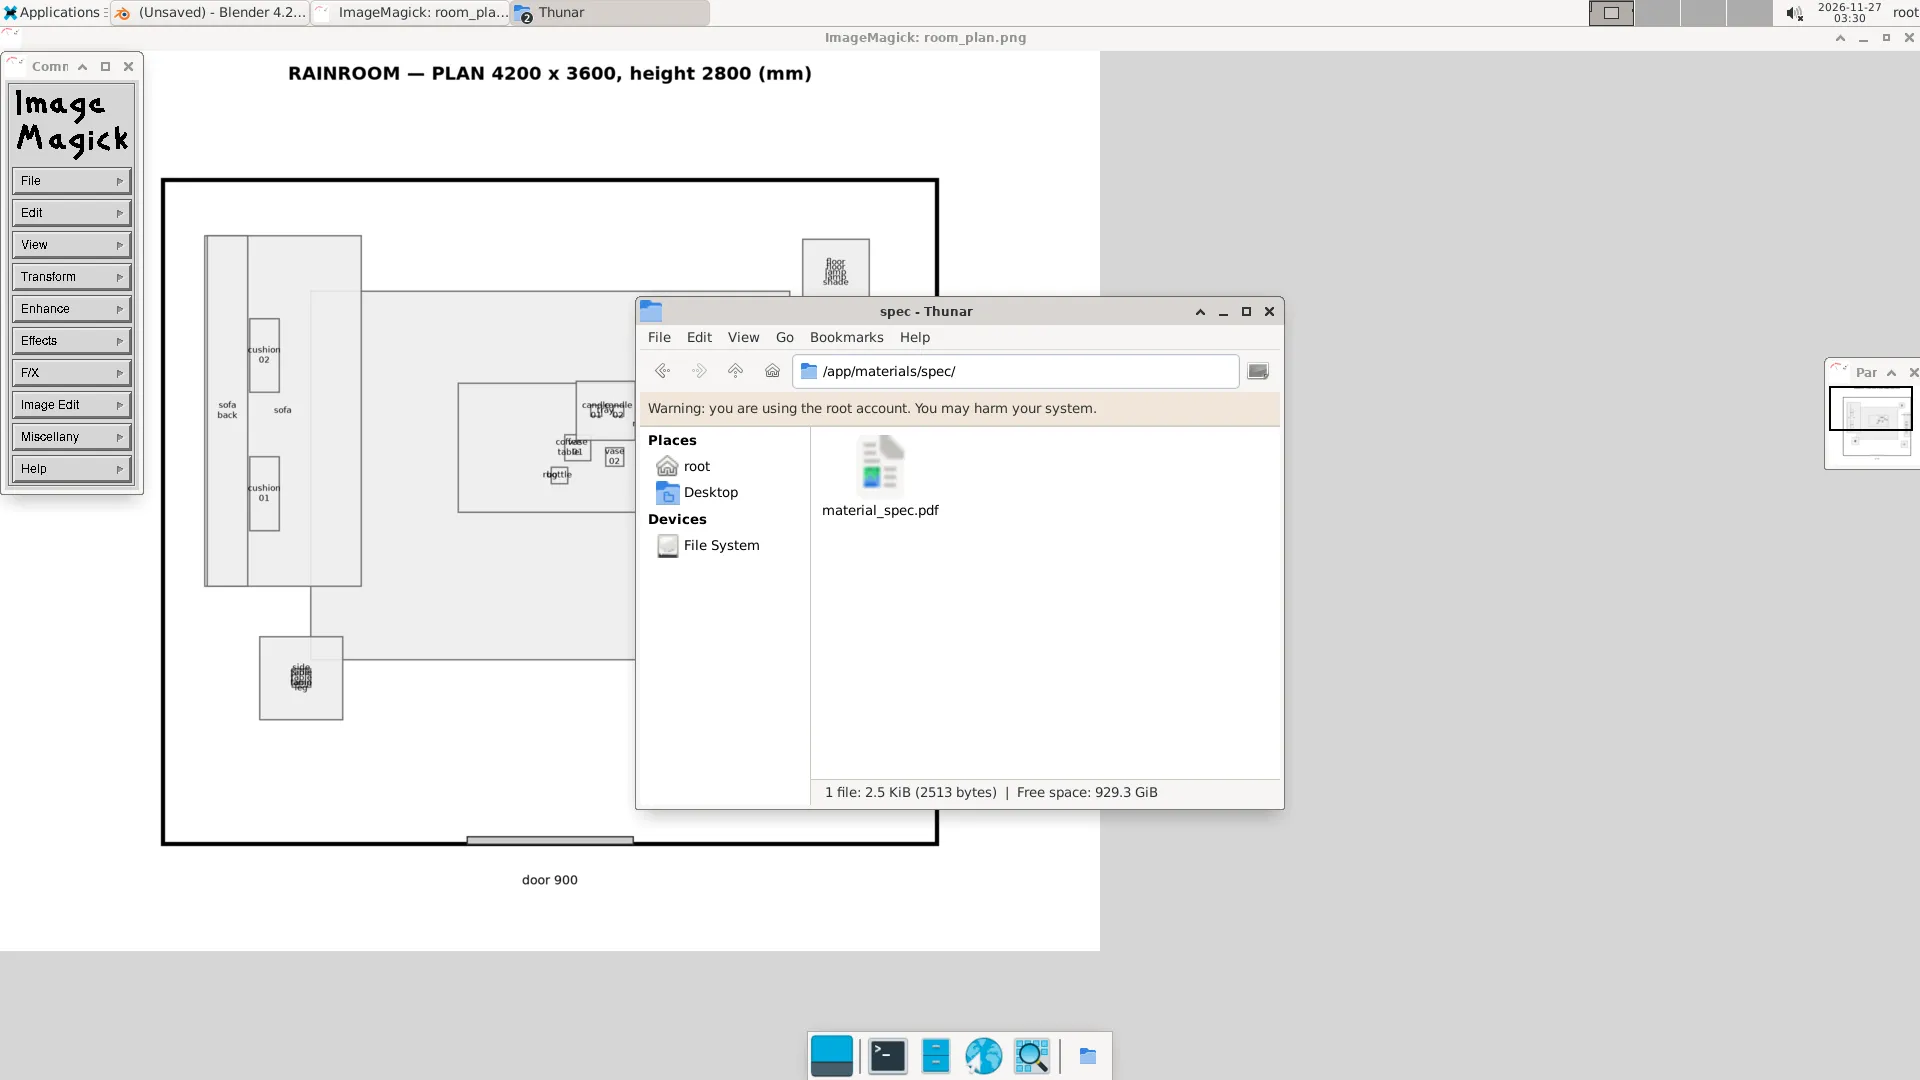 Applications
(Unsaved) - Blender 4.2...
ImageMagick: room_pla...
2
Thunar
2026-11-27
03:30
root
ImageMagick: room_plan.png
Comm
Image
Magick
File
Edit
View
Transform
Enhance
Effects
F/X
Image Edit
Miscellany
Help
RAINROOM — PLAN 4200 x 3600, height 2800 (mm)
floor
lamp
shade
cushion
02
sofa
back
sofa
cushion
01
vase
02
door 900
spec - Thunar
File Edit View Go Bookmarks Help
/app/materials/spec/
Warning: you are using the root account. You may harm your system.
Places
root
Desktop
Devices
File System
material_spec.pdf
1 file: 2.5 KiB (2513 bytes) | Free space: 929.3 GiB
Par